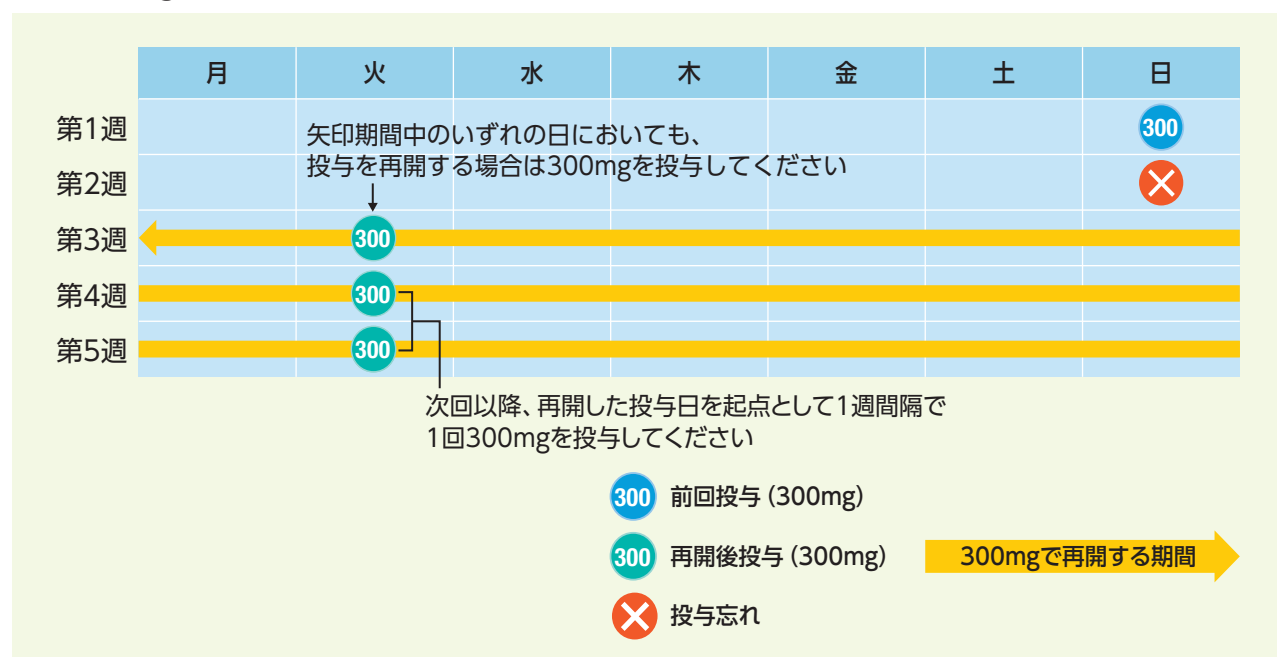 月 火 水 木 金 土 日
第1週
300
矢印期間中のいずれの日においても、
投与を再開する場合は300mgを投与してください
第2週
第3週
300
第4週
300
第5週
300
次回以降、再開した投与日を起点として1週間隔で
1回300mgを投与してください
300 前回投与（300mg）
300 再開後投与（300mg） 300mgで再開する期間
投与忘れ